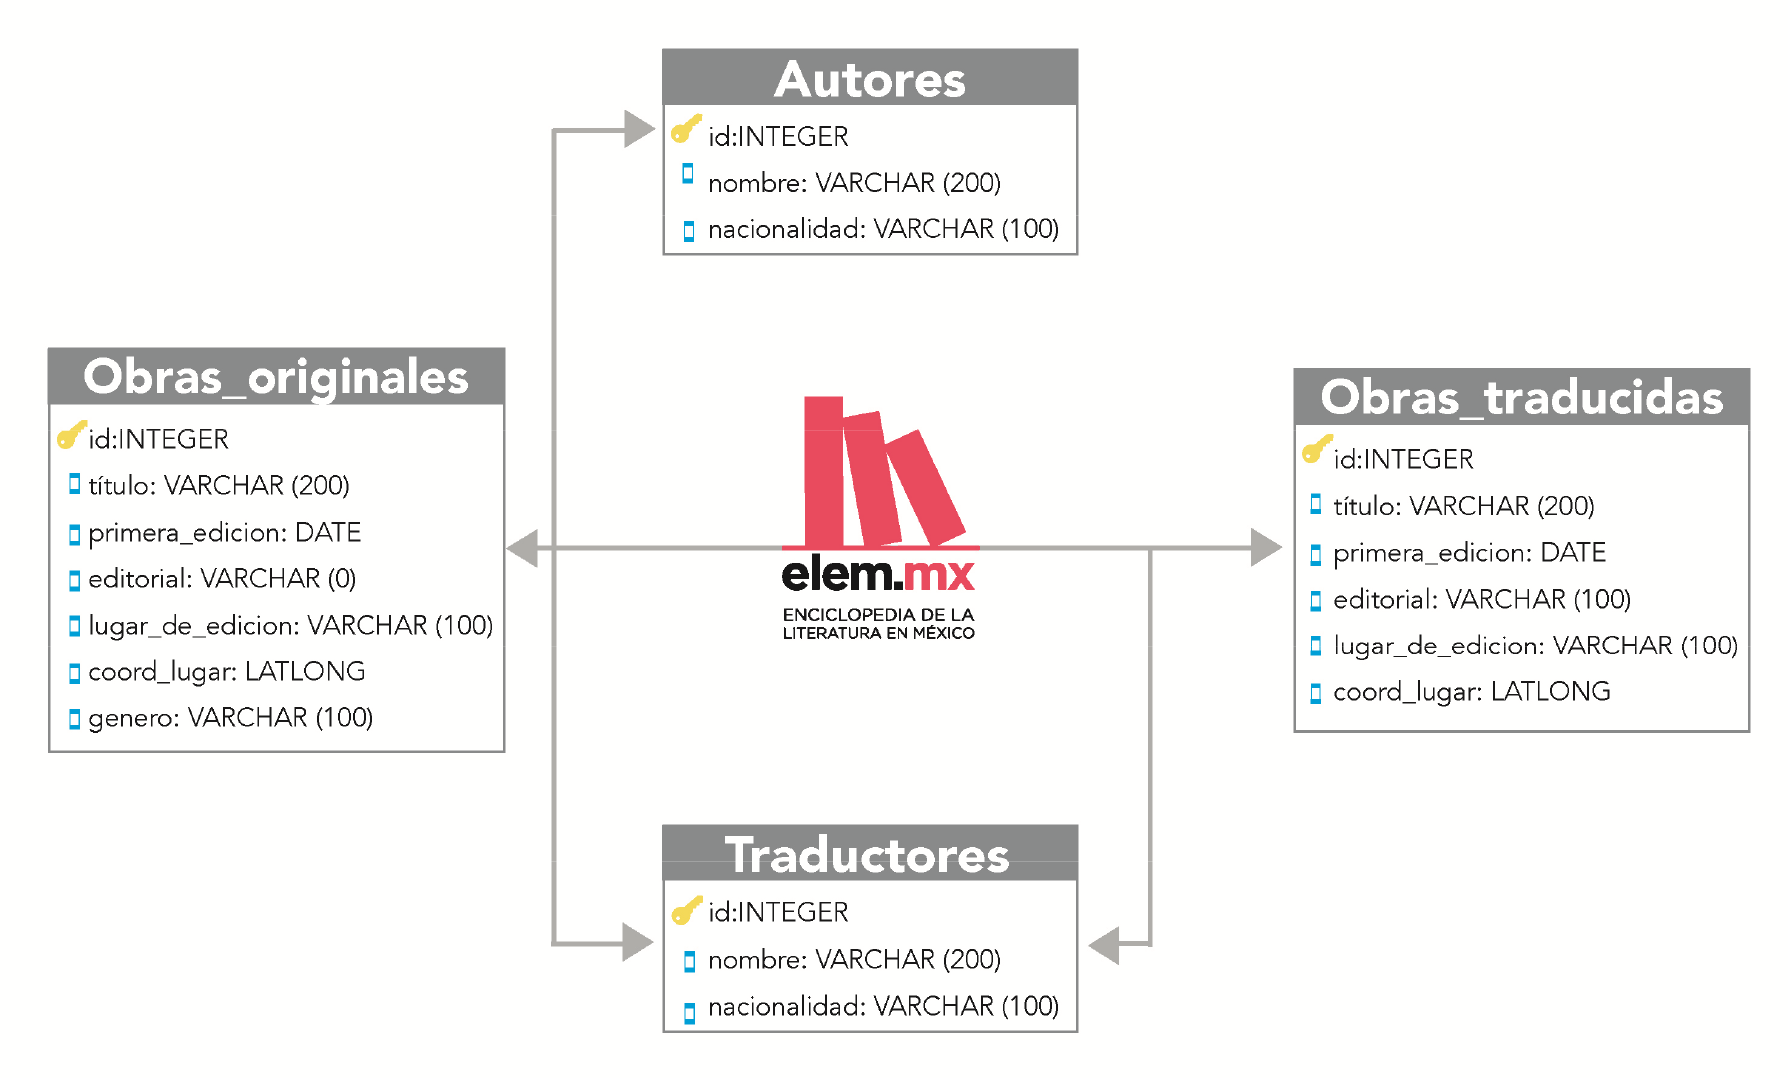 Autores
id:INTEGER
nombre: VARCHAR (200)
nacionalidad: VARCHAR (100)
Obras_originales
id:INTEGER
título: VARCHAR (200)
primera_edicion: DATE
editorial: VARCHAR (0)
lugar_de_edicion: VARCHAR (100)
coord_lugar: LATLONG
genero: VARCHAR (100)
elem.mx
ENCICLOPEDIA DE LA
LITERATURA EN MÉXICO
Obras_traducidas
id:INTEGER
título: VARCHAR (200)
primera_edicion: DATE
editorial: VARCHAR (100)
lugar_de_edicion: VARCHAR (100)
coord_lugar: LATLONG
Traductores
id:INTEGER
nombre: VARCHAR (200)
nacionalidad: VARCHAR (100)